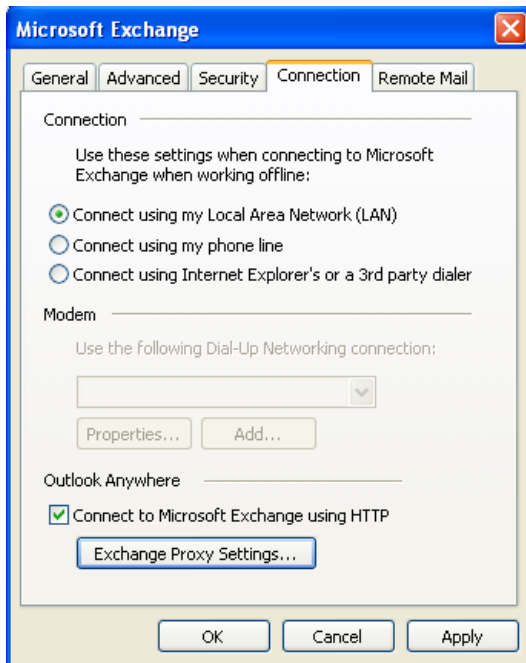 Microsoft Exchange
General Advanced Security Connection Remote Mail
Connection
Use these settings when connecting to Microsoft
Exchange when working offline:
Connect using my Local Area Network (LAN)
Connect using my phone line
Connect using Internet Explorer's or a 3rd party dialer
Modem
Use the following Dial-Up Networking connection:
Properties... Add...
Outlook Anywhere
Connect to Microsoft Exchange using HTTP
Exchange Proxy Settings...
OK Cancel Apply